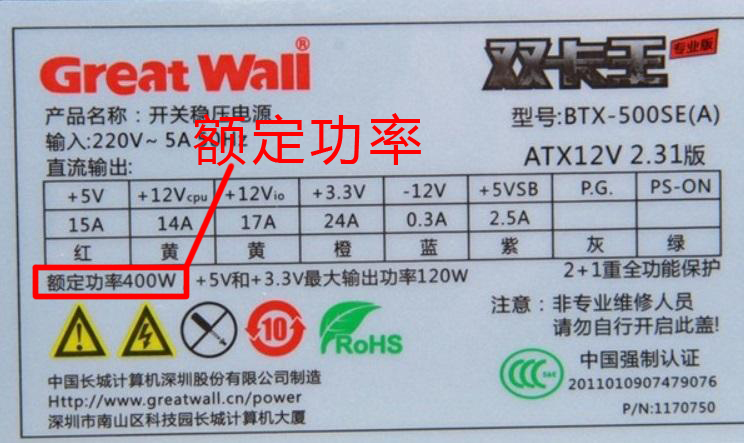 Great Wall®
双卡王 专业版
产品名称：开关稳压电源
型号:BTX-500SE(A)
输入:220V~ 5A 50Hz
额定功率
ATX12V 2.31版
直流输出:
+5V +12Vcpu +12Vio +3.3V -12V +5VSB P.G. PS-ON
15A 14A 17A 24A 0.3A 2.5A
红 黄 黄 橙 蓝 紫 灰 绿
额定功率400W +5V和+3.3V最大输出功率120W
2+1重全功能保护
注意：非专业维修人员
请勿自行开启此盖!
10
RoHS
中国强制认证
2011010907479076
中国长城计算机深圳股份有限公司制造
Http://www.greatwall.cn/power
深圳市南山区科技园长城计算机大厦
P/N:1170750